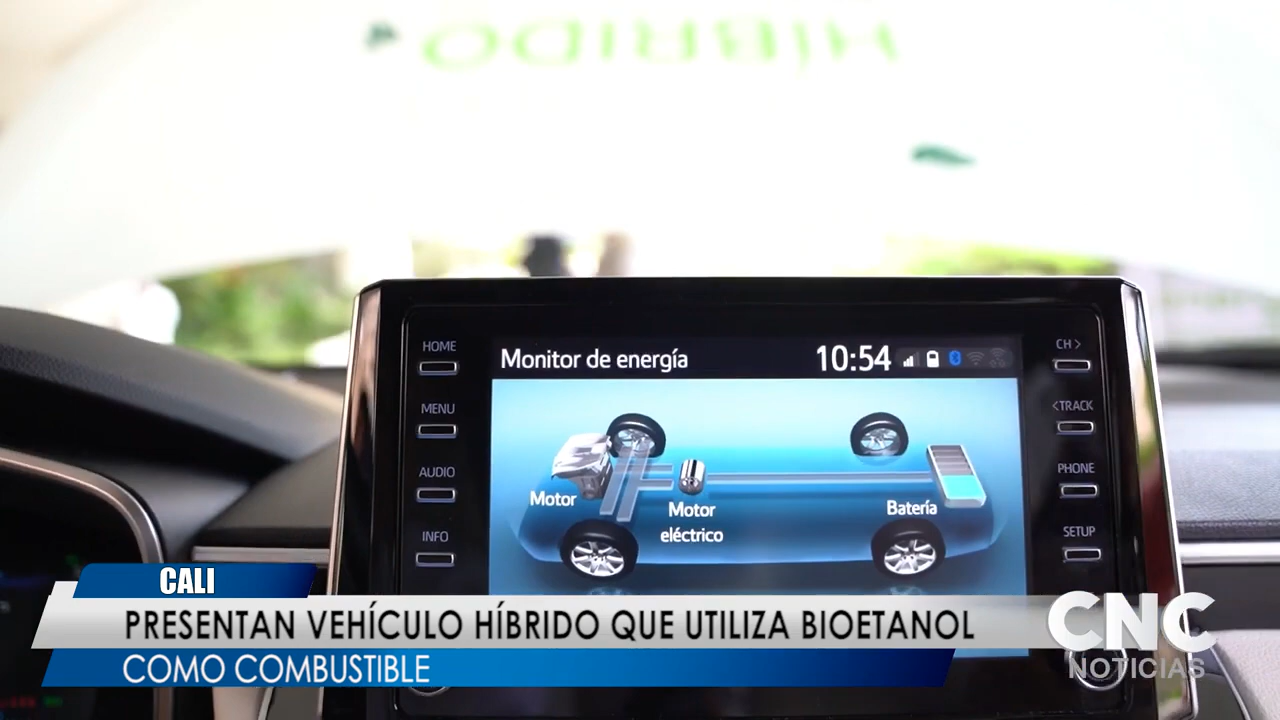 HÍBRIDO
HOME
MENU
AUDIO
INFO
Monitor de energía
10:54
Motor
Motor
eléctrico
Batería
CH >
<TRACK
PHONE
SETUP
CALI
PRESENTAN VEHÍCULO HÍBRIDO QUE UTILIZA BIOETANOL
COMO COMBUSTIBLE
CNC
NOTICIAS